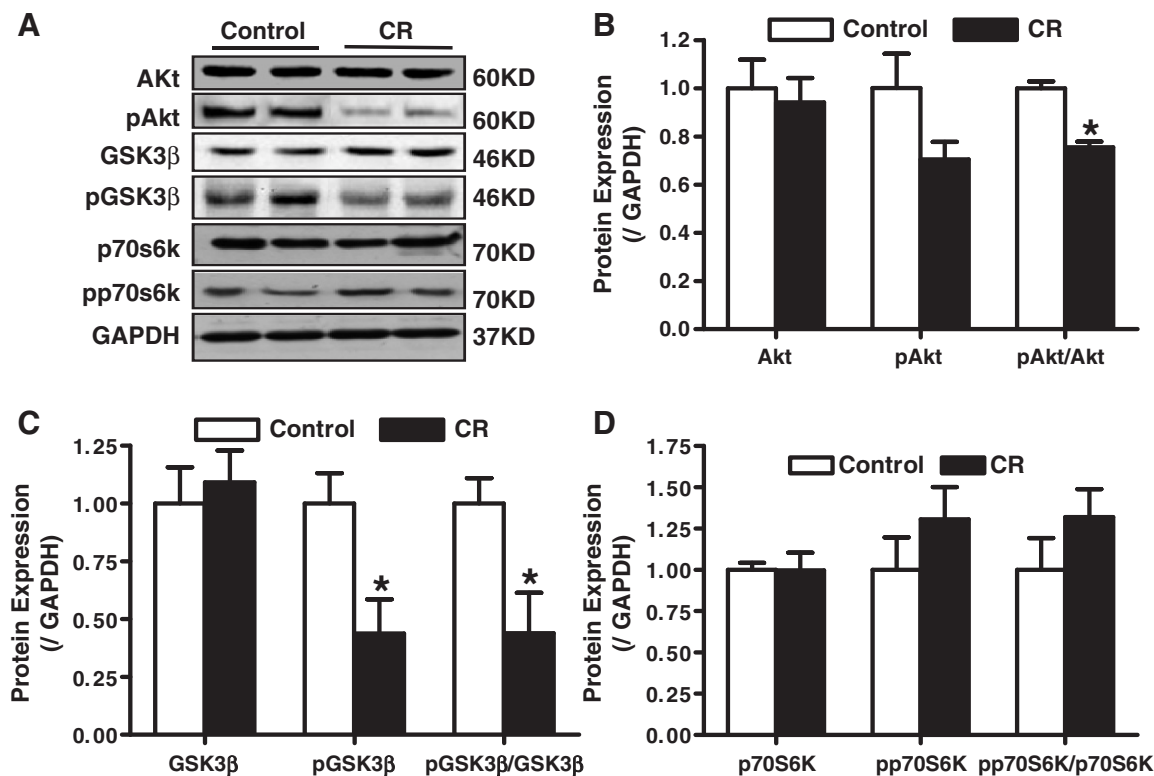 A
Control CR
AKt 60KD
pAkt 60KD
GSK3β 46KD
pGSK3β 46KD
p70s6k 70KD
pp70s6k 70KD
GAPDH 37KD
B
Control CR
Protein Expression
(/ GAPDH)
1.2
1.0
0.8
0.6
0.4
0.2
0.0
*
Akt pAkt pAkt/Akt
C
Control CR
Protein Expression
(/ GAPDH)
1.25
1.00
0.75
0.50
0.25
0.00
* *
GSK3β pGSK3β pGSK3β/GSK3β
D
Control CR
Protein Expression
(/ GAPDH)
1.75
1.50
1.25
1.00
0.75
0.50
0.25
0.00
p70S6K pp70S6K pp70S6K/p70S6K